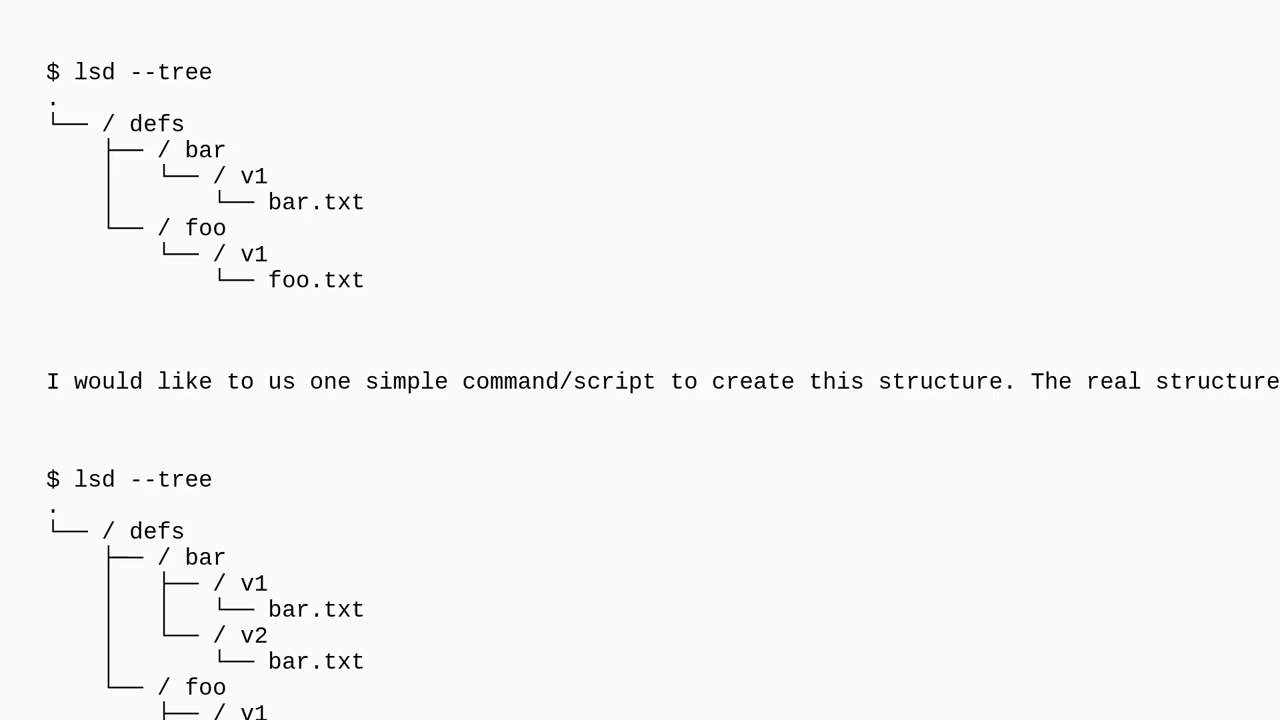 $ lsd --tree
.
└── / defs
    ├── / bar
    │   └── / v1
    │       └── bar.txt
    └── / foo
        └── / v1
            └── foo.txt
I would like to us one simple command/script to create this structure. The real structure
$ lsd --tree
.
└── / defs
    ├── / bar
    │   ├── / v1
    │   │   └── bar.txt
    │   └── / v2
    │       └── bar.txt
    └── / foo
        ├── / v1